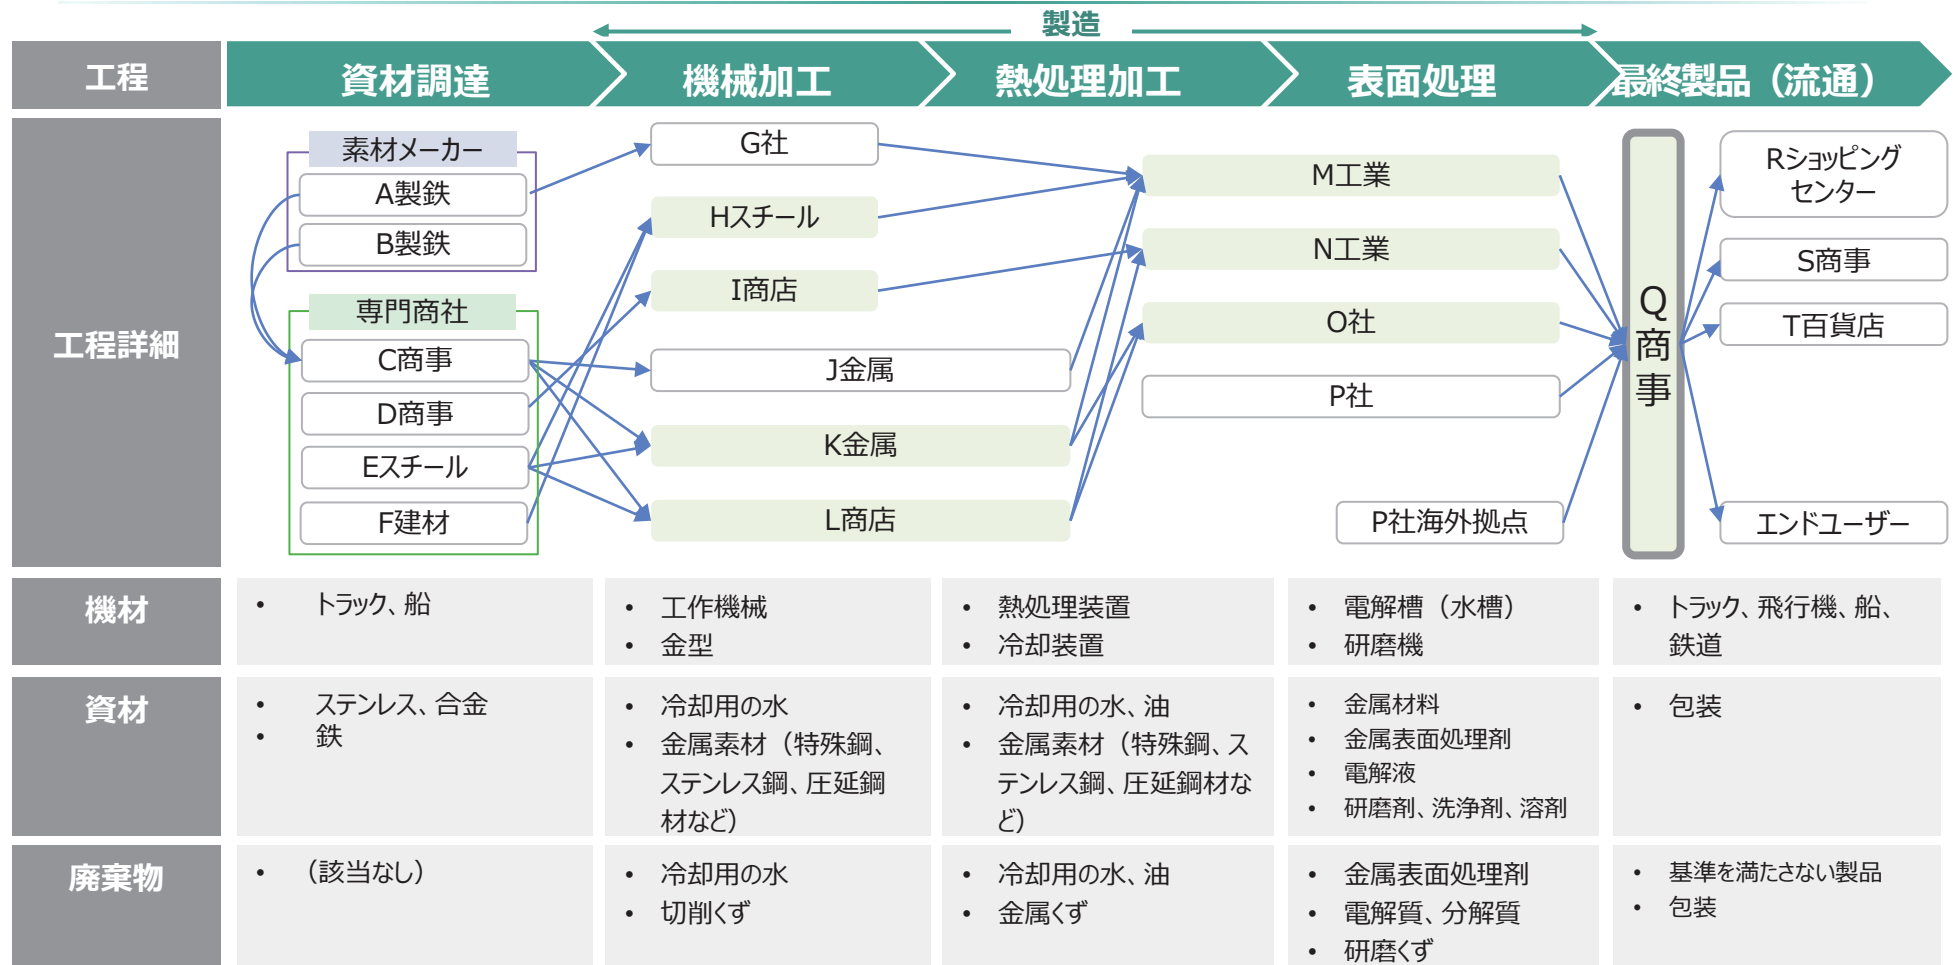 製造
工程
資材調達
機械加工
熱処理加工
表面処理
最終製品（流通）
工程詳細
素材メーカー
A製鉄
B製鉄
専門商社
C商事
D商事
Eスチール
F建材
G社
Hスチール
I商店
J金属
K金属
L商店
M工業
N工業
O社
P社
P社海外拠点
Q商事
Rショッピング
センター
S商事
T百貨店
エンドユーザー
機材
• トラック、船
• 工作機械
• 金型
• 熱処理装置
• 冷却装置
• 電解槽（水槽）
• 研磨機
• トラック、飛行機、船、
鉄道
資材
• ステンレス、合金
• 鉄
• 冷却用の水
• 金属素材（特殊鋼、
ステンレス鋼、圧延鋼
材など）
• 冷却用の水、油
• 金属素材（特殊鋼、ス
テンレス鋼、圧延鋼材な
ど）
• 金属材料
• 金属表面処理剤
• 電解液
• 研磨剤、洗浄剤、溶剤
• 包装
廃棄物
• （該当なし）
• 冷却用の水
• 切削くず
• 冷却用の水、油
• 金属くず
• 金属表面処理剤
• 電解質、分解質
• 研磨くず
• 基準を満たさない製品
• 包装